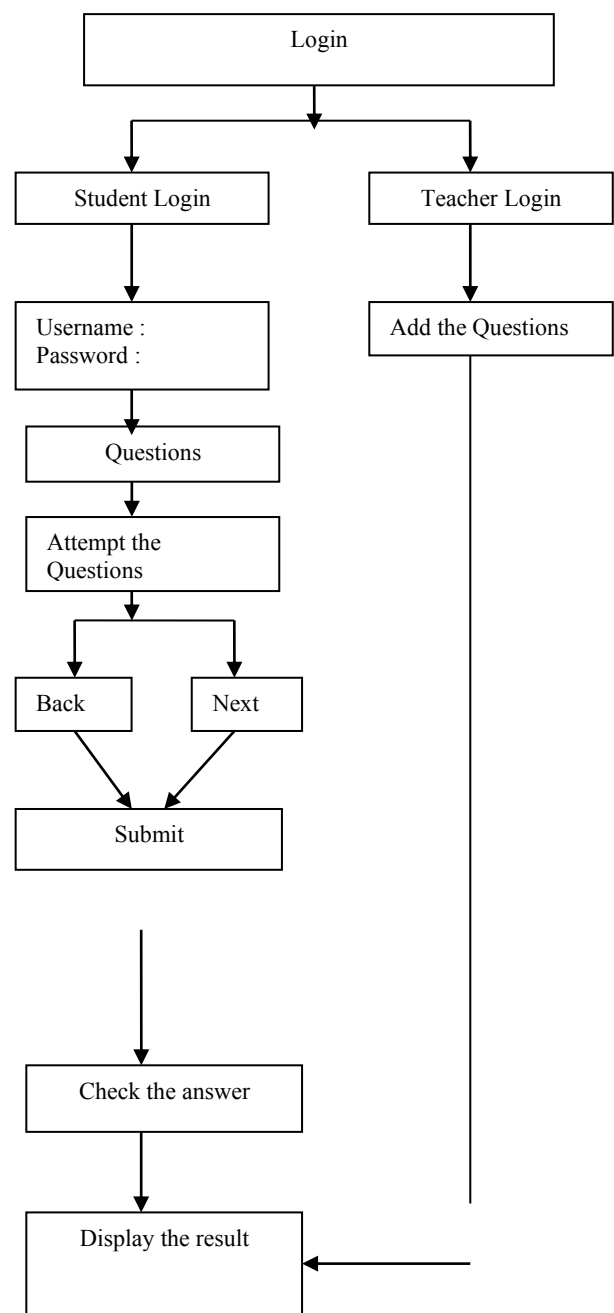 Login
Student Login
Teacher Login
Username :
Password :
Add the Questions
Questions
Attempt the
Questions
Back
Next
Submit
Check the answer
Display the result